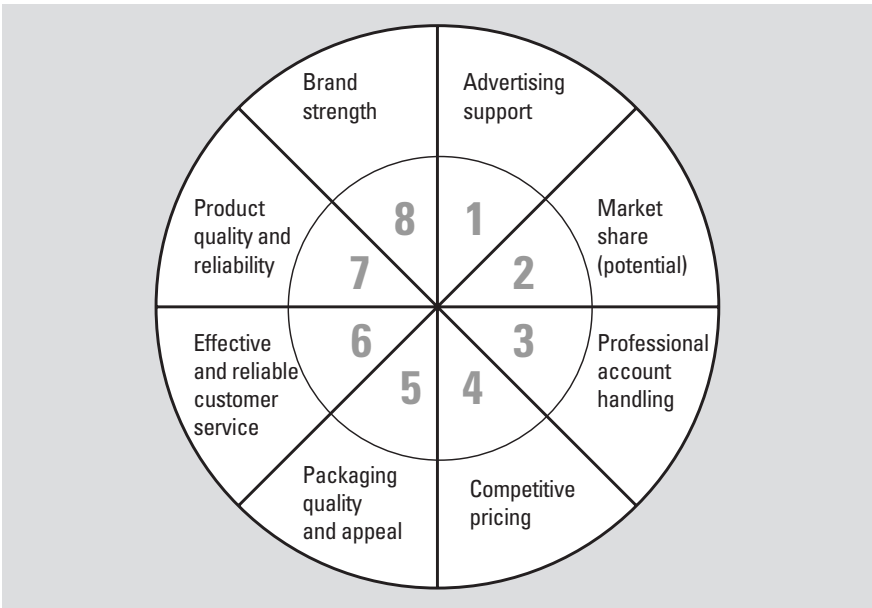 Brand
strength
Advertising
support
Product
quality and
reliability
Market
share
(potential)
8
1
7
2
6
3
5
4
Effective
and reliable
customer
service
Professional
account
handling
Packaging
quality
and appeal
Competitive
pricing